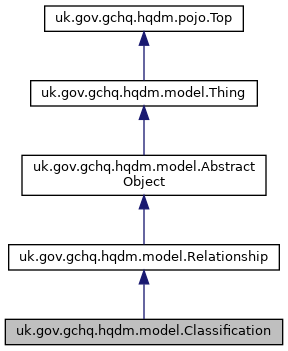 uk.gov.gchq.hqdm.pojo.Top
uk.gov.gchq.hqdm.model.Thing
uk.gov.gchq.hqdm.model.Abstract
Object
uk.gov.gchq.hqdm.model.Relationship
uk.gov.gchq.hqdm.model.Classification